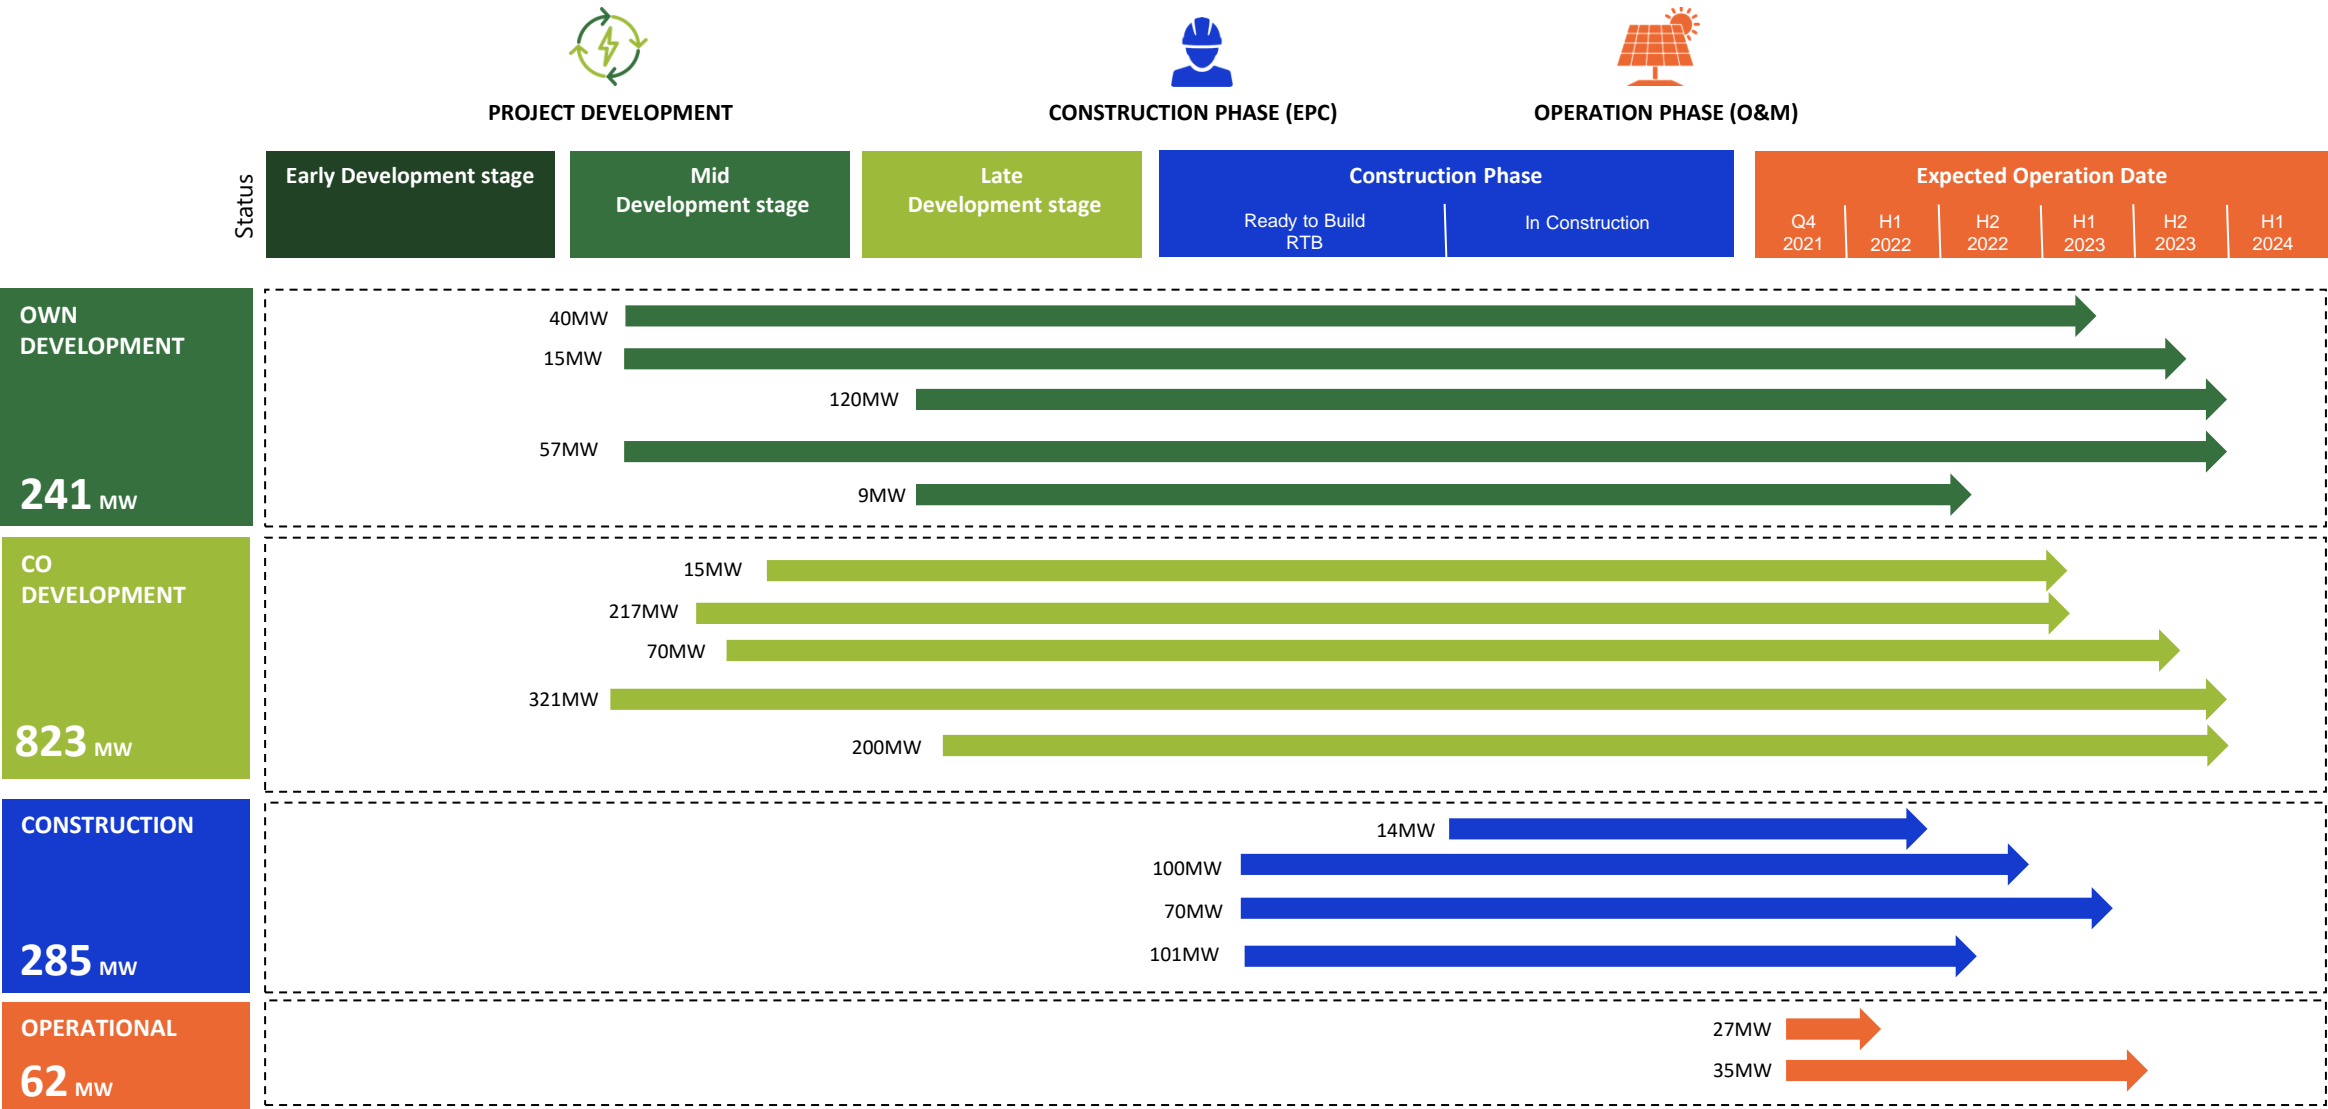 PROJECT DEVELOPMENT
CONSTRUCTION PHASE (EPC)
OPERATION PHASE (O&M)
Status
Early Development stage
Mid
Development stage
Late
Development stage
Construction Phase
Ready to Build
RTB
In Construction
Expected Operation Date
Q4
2021
H1
2022
H2
2022
H1
2023
H2
2023
H1
2024
OWN
DEVELOPMENT
241 MW
40MW
15MW
120MW
57MW
9MW
CO
DEVELOPMENT
823 MW
15MW
217MW
70MW
321MW
200MW
CONSTRUCTION
285 MW
14MW
100MW
70MW
101MW
OPERATIONAL
62 MW
27MW
35MW